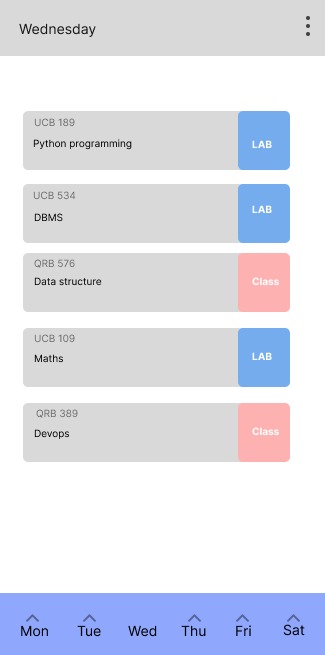 Wednesday
UCB 189
Python programming
LAB
UCB 534
DBMS
LAB
QRB 576
Data structure
Class
UCB 109
Maths
LAB
QRB 389
Devops
Class
Mon Tue Wed Thu Fri Sat